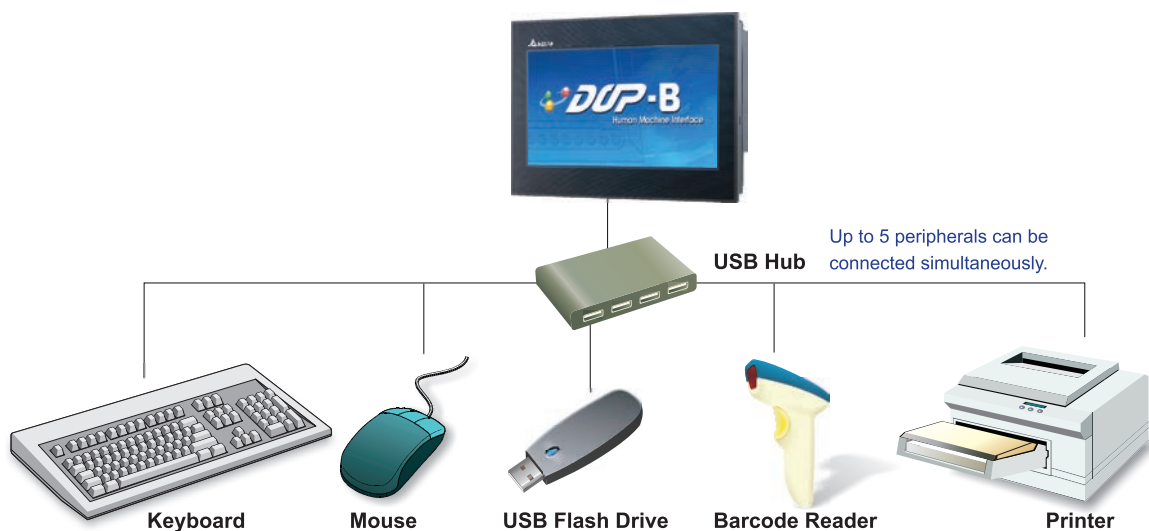 DOP-B
Human Machine Interface
USB Hub
Up to 5 peripherals can be
connected simultaneously.
Keyboard
Mouse
USB Flash Drive
Barcode Reader
Printer